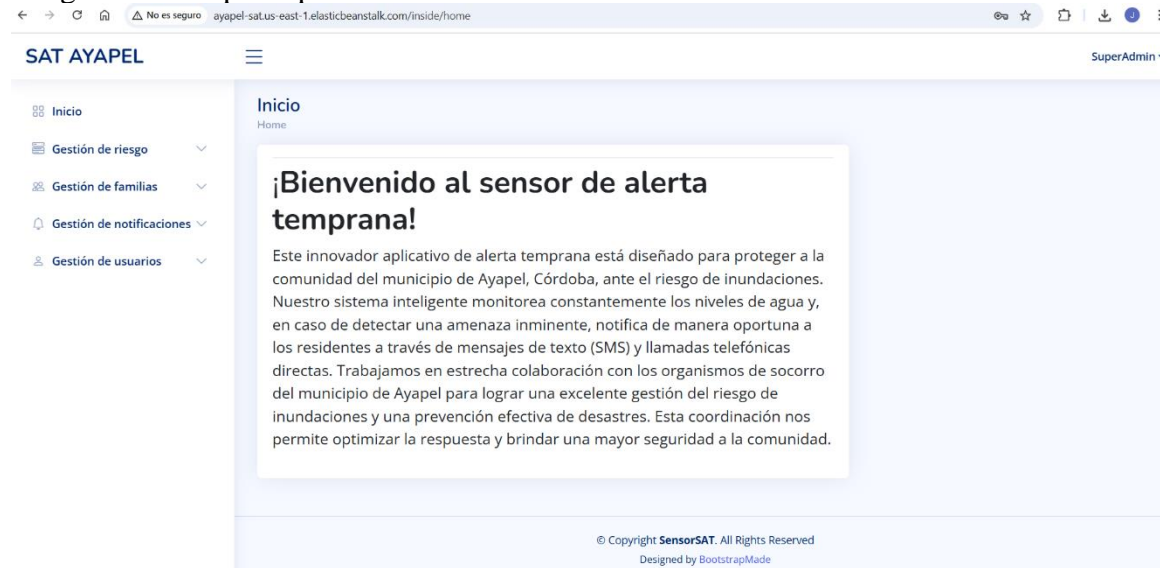 No es seguro ayapel-sat.us-east-1.elasticbeanstalk.com/inside/home
SAT AYAPEL
SuperAdmin
Inicio
Gestión de riesgo
Gestión de familias
Gestión de notificaciones
Gestión de usuarios
Inicio
Home
¡Bienvenido al sensor de alerta
temprana!
Este innovador aplicativo de alerta temprana está diseñado para proteger a la
comunidad del municipio de Ayapel, Córdoba, ante el riesgo de inundaciones.
Nuestro sistema inteligente monitorea constantemente los niveles de agua y,
en caso de detectar una amenaza inminente, notifica de manera oportuna a
los residentes a través de mensajes de texto (SMS) y llamadas telefónicas
directas. Trabajamos en estrecha colaboración con los organismos de socorro
del municipio de Ayapel para lograr una excelente gestión del riesgo de
inundaciones y una prevención efectiva de desastres. Esta coordinación nos
permite optimizar la respuesta y brindar una mayor seguridad a la comunidad.
© Copyright SensorSAT. All Rights Reserved
Designed by BootstrapMade